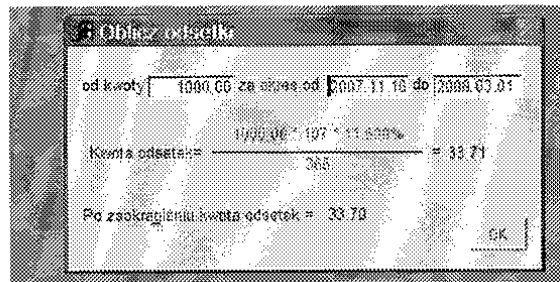 Oblicz odsetki
od kwoty 1000.00 za okres od 2007.11.16 do 2008.03.01
1000.00 * 107 * 11.500%
Kwota odsetek= = 33.71
365
Po zaokrągleniu kwota odsetek = 33.70
OK